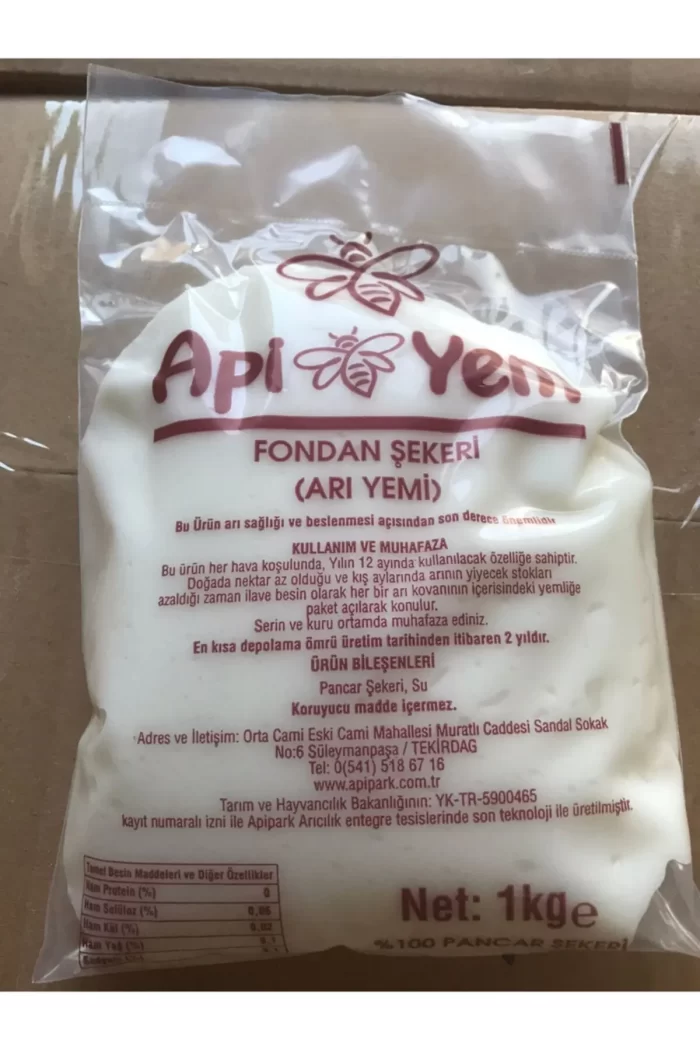 Api Yem
FONDAN ŞEKERİ
(ARI YEMİ)
Bu Ürün arı sağlığı ve beslenmesi açısından son derece önemlidir
KULLANIM VE MUHAFAZA
Bu ürün her hava koşulunda, Yılın 12 ayında kullanılacak özelliğe sahiptir.
Doğada nektar az olduğu ve kış aylarında arının yiyecek stokları
azaldığı zaman ilave besin olarak her bir arı kovanının içerisindeki yemliğe
paket açılarak konulur.
Serin ve kuru ortamda muhafaza ediniz.
En kısa depolama ömrü üretim tarihinden itibaren 2 yıldır.
ÜRÜN BİLEŞENLERİ
Pancar Şekeri, Su
Koruyucu madde içermez.
Adres ve İletişim: Orta Cami Eski Cami Mahallesi Muratlı Caddesi Sandal Sokak
No:6 Süleymanpaşa / TEKİRDAG
Tel: 0(541) 518 67 16
www.apipark.com.tr
Tarım ve Hayvancılık Bakanlığının: YK-TR-5900465
kayıt numaralı izni ile Apipark Arıcılık entegre tesislerinde son teknoloji ile üretilmiştir.
Temel Besin Maddeleri ve Diğer Özellikler
Ham Protein (%) 0
Ham Selüloz (%) 0,05
Ham Kül (%) 0,02
Ham Yağ (%) 0,1
Net: 1kg e
%100 PANCAR ŞEKERİ